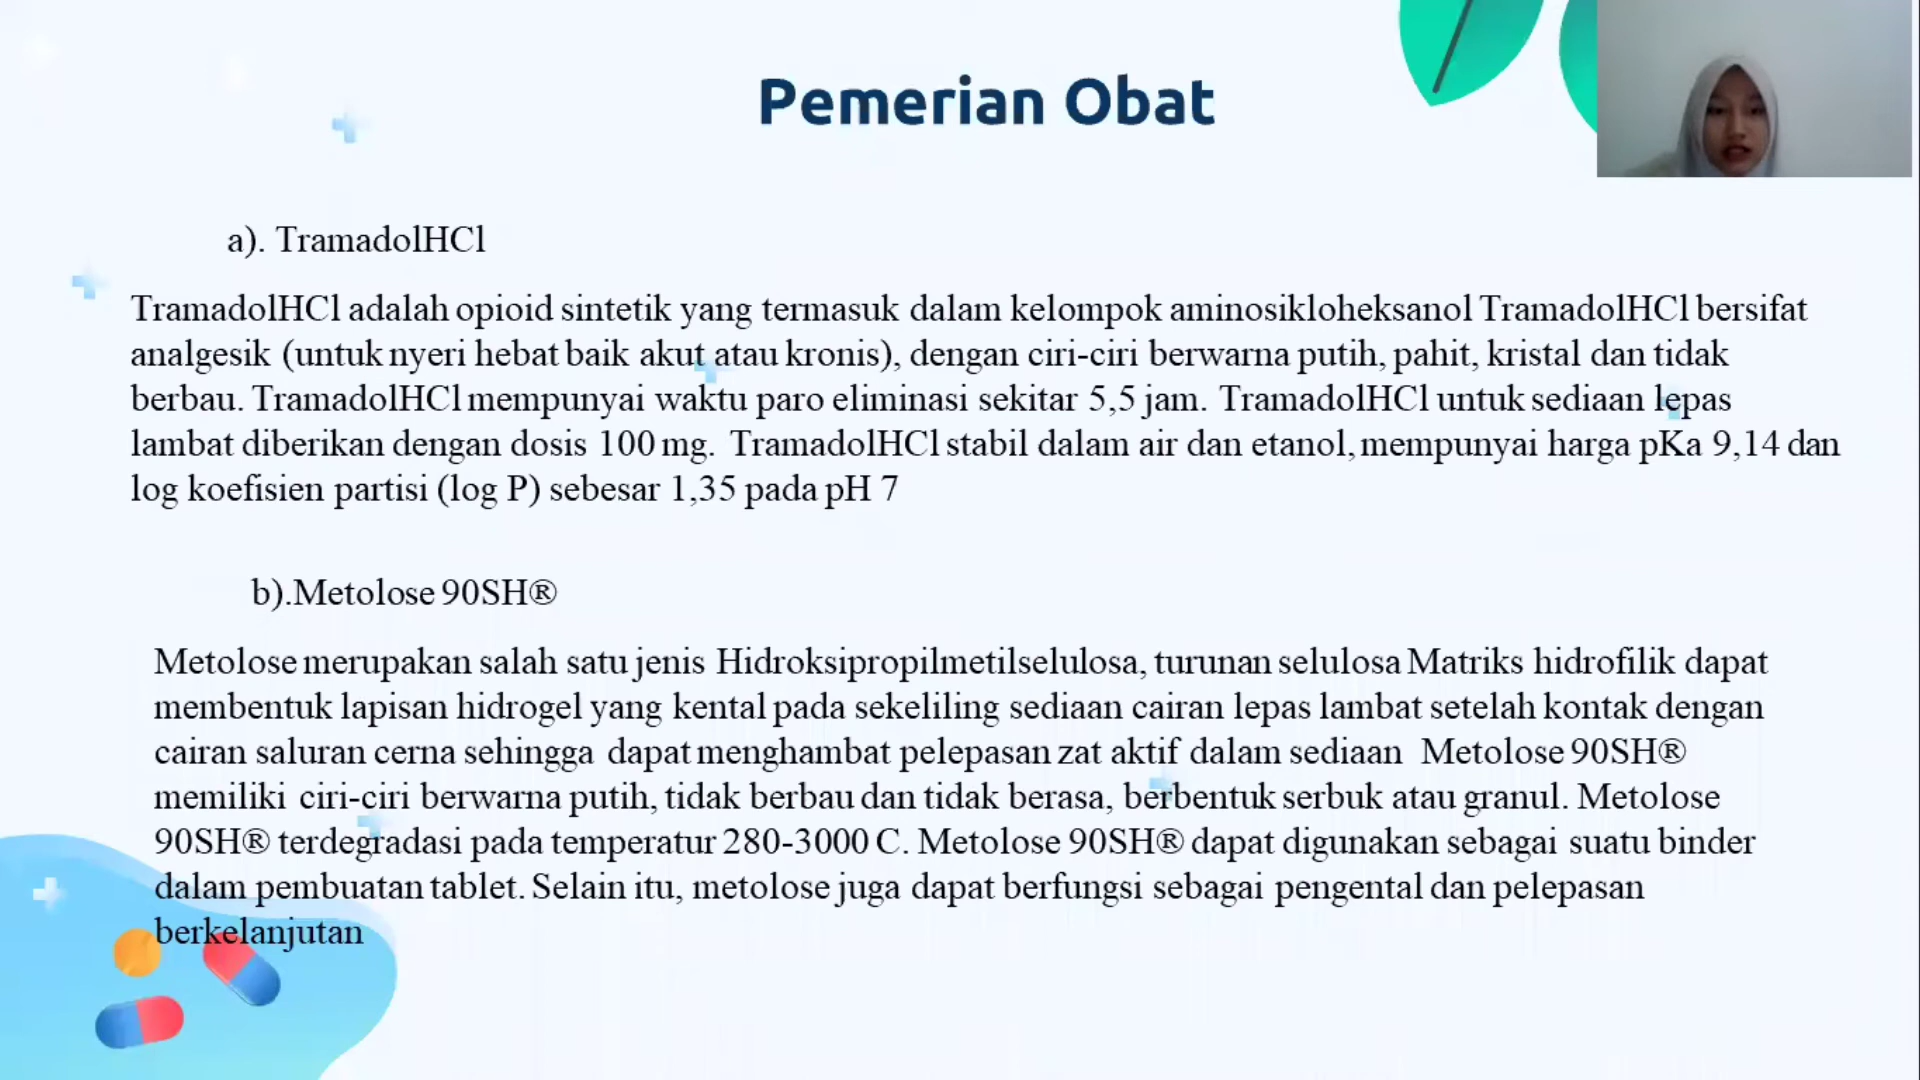 Pemerian Obat
a). TramadolHCl
TramadolHCl adalah opioid sintetik yang termasuk dalam kelompok aminosikloheksanol TramadolHCl bersifat
analgesik (untuk nyeri hebat baik akut atau kronis), dengan ciri-ciri berwarna putih, pahit, kristal dan tidak
berbau. TramadolHCl mempunyai waktu paro eliminasi sekitar 5,5 jam. TramadolHCl untuk sediaan lepas
lambat diberikan dengan dosis 100 mg. TramadolHCl stabil dalam air dan etanol, mempunyai harga pKa 9,14 dan
log koefisien partisi (log P) sebesar 1,35 pada pH 7
b).Metolose 90SH®
Metolose merupakan salah satu jenis Hidroksipropilmetilselulosa, turunan selulosa Matriks hidrofilik dapat
membentuk lapisan hidrogel yang kental pada sekeliling sediaan cairan lepas lambat setelah kontak dengan
cairan saluran cerna sehingga dapat menghambat pelepasan zat aktif dalam sediaan Metolose 90SH®
memiliki ciri-ciri berwarna putih, tidak berbau dan tidak berasa, berbentuk serbuk atau granul. Metolose
90SH® terdegradasi pada temperatur 280-3000 C. Metolose 90SH® dapat digunakan sebagai suatu binder
dalam pembuatan tablet. Selain itu, metolose juga dapat berfungsi sebagai pengental dan pelepasan
berkelanjutan